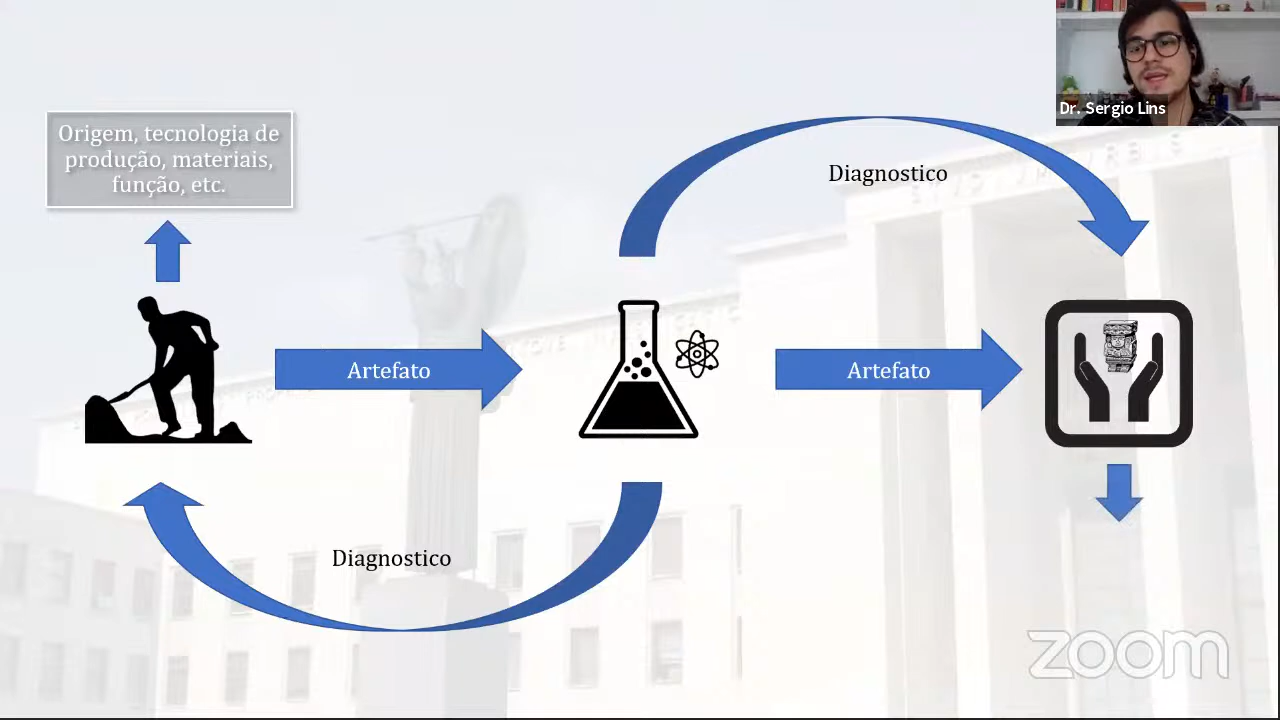 Dr. Sergio Lins
Origem, tecnologia de
produção, materiais,
função, etc.
Diagnostico
Artefato
Artefato
Diagnostico
zoom